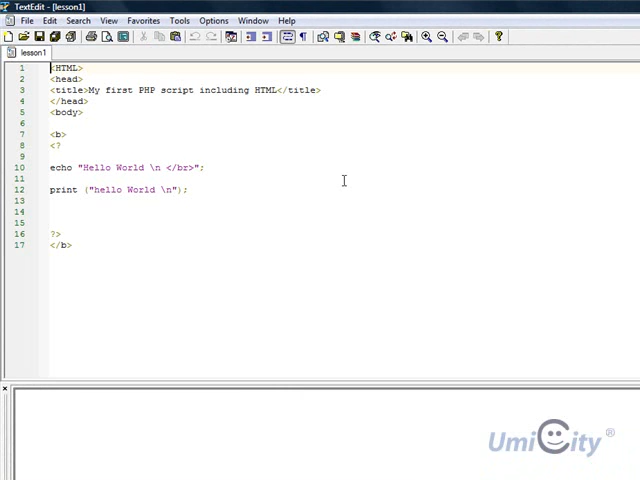 TextEdit - [lesson1]
File Edit Search View Favorites Tools Options Window Help
lesson1
1 <HTML>
2 <head>
3 <title>My first PHP script including HTML</title>
4 </head>
5 <body>
6
7 <b>
8 <?
9
10 echo "Hello World \n </br>";
11
12 print ("hello World \n");
13
14
15
16 ?>
17 </b>
UmiCity ®